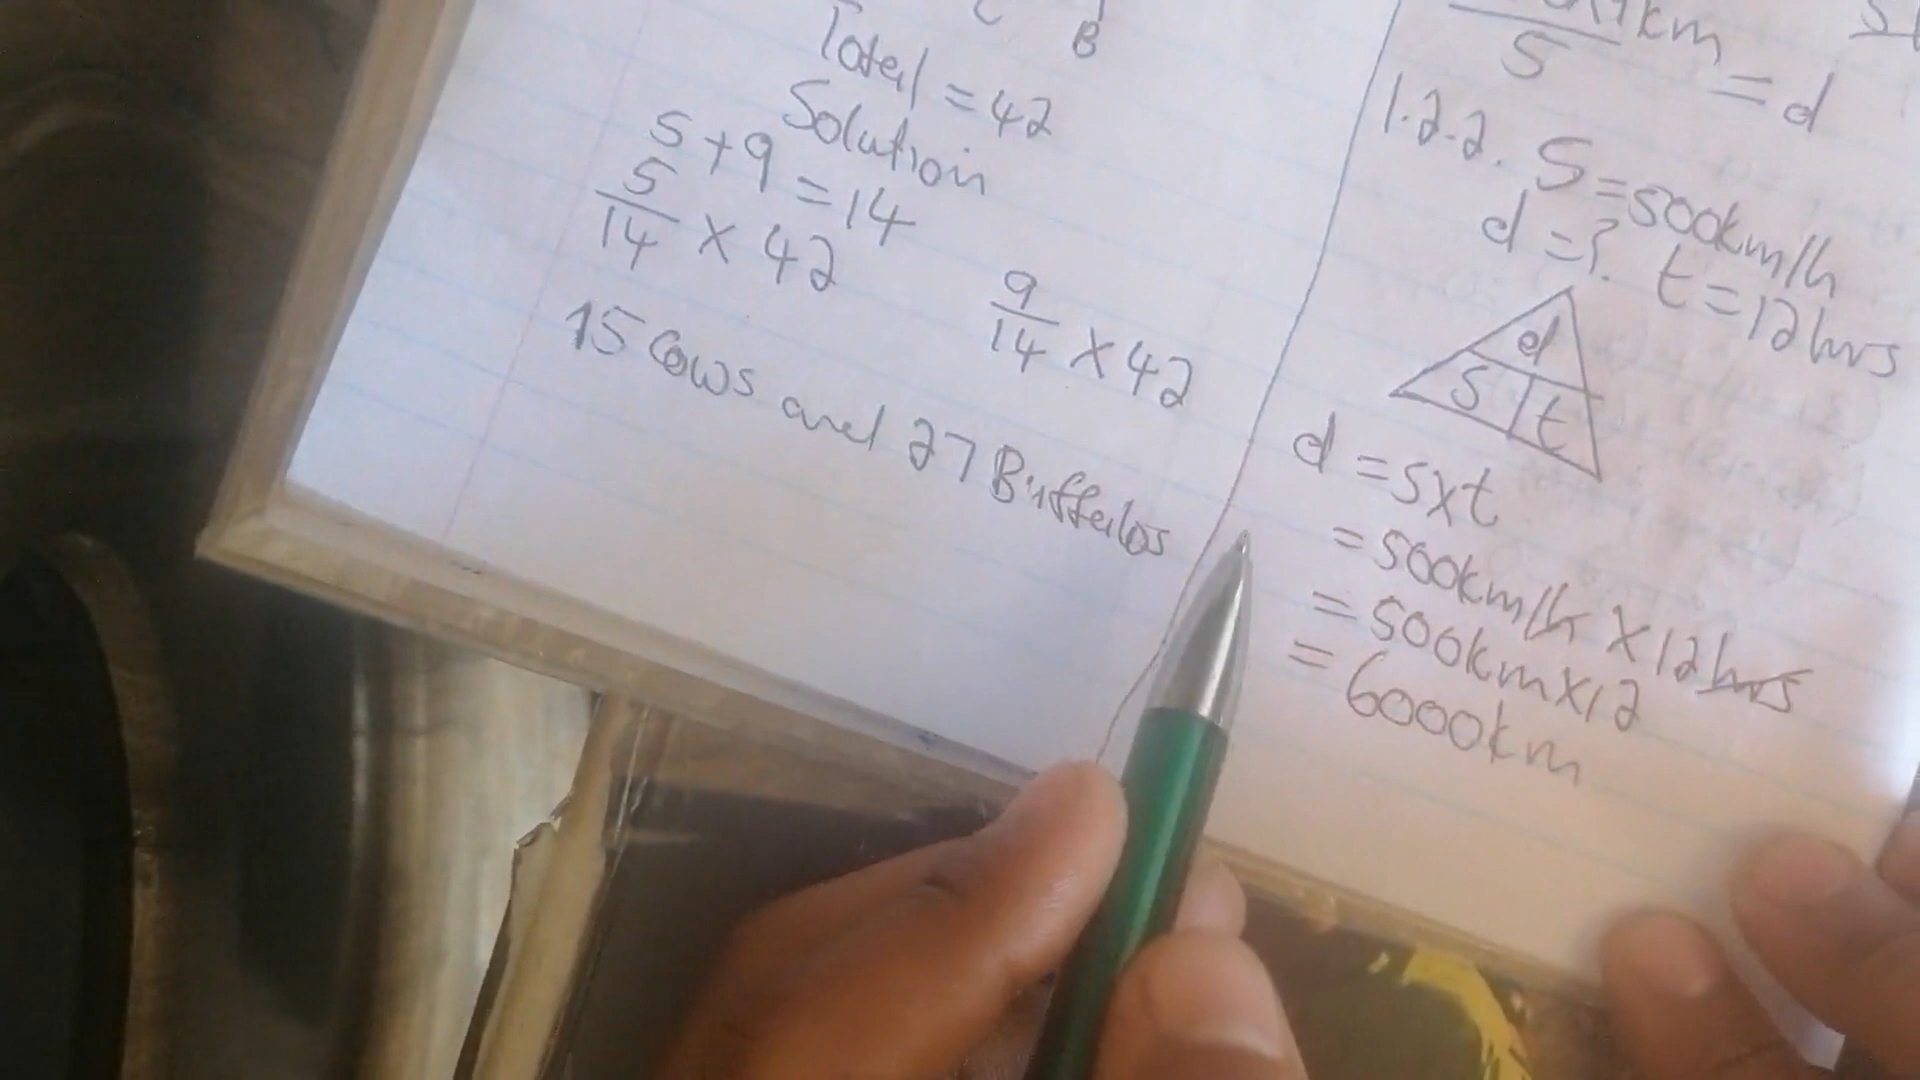 C B
Total = 42
Solution
5 + 9 = 14
5/14 × 42
9/14 × 42
15 Cows and 27 Buffalos
km
5
= d
1.2.2. S = 500km/h
d = ? t = 12hrs
d
S t
d = s×t
= 500km/h × 12hrs
= 500km×12
= 6000km